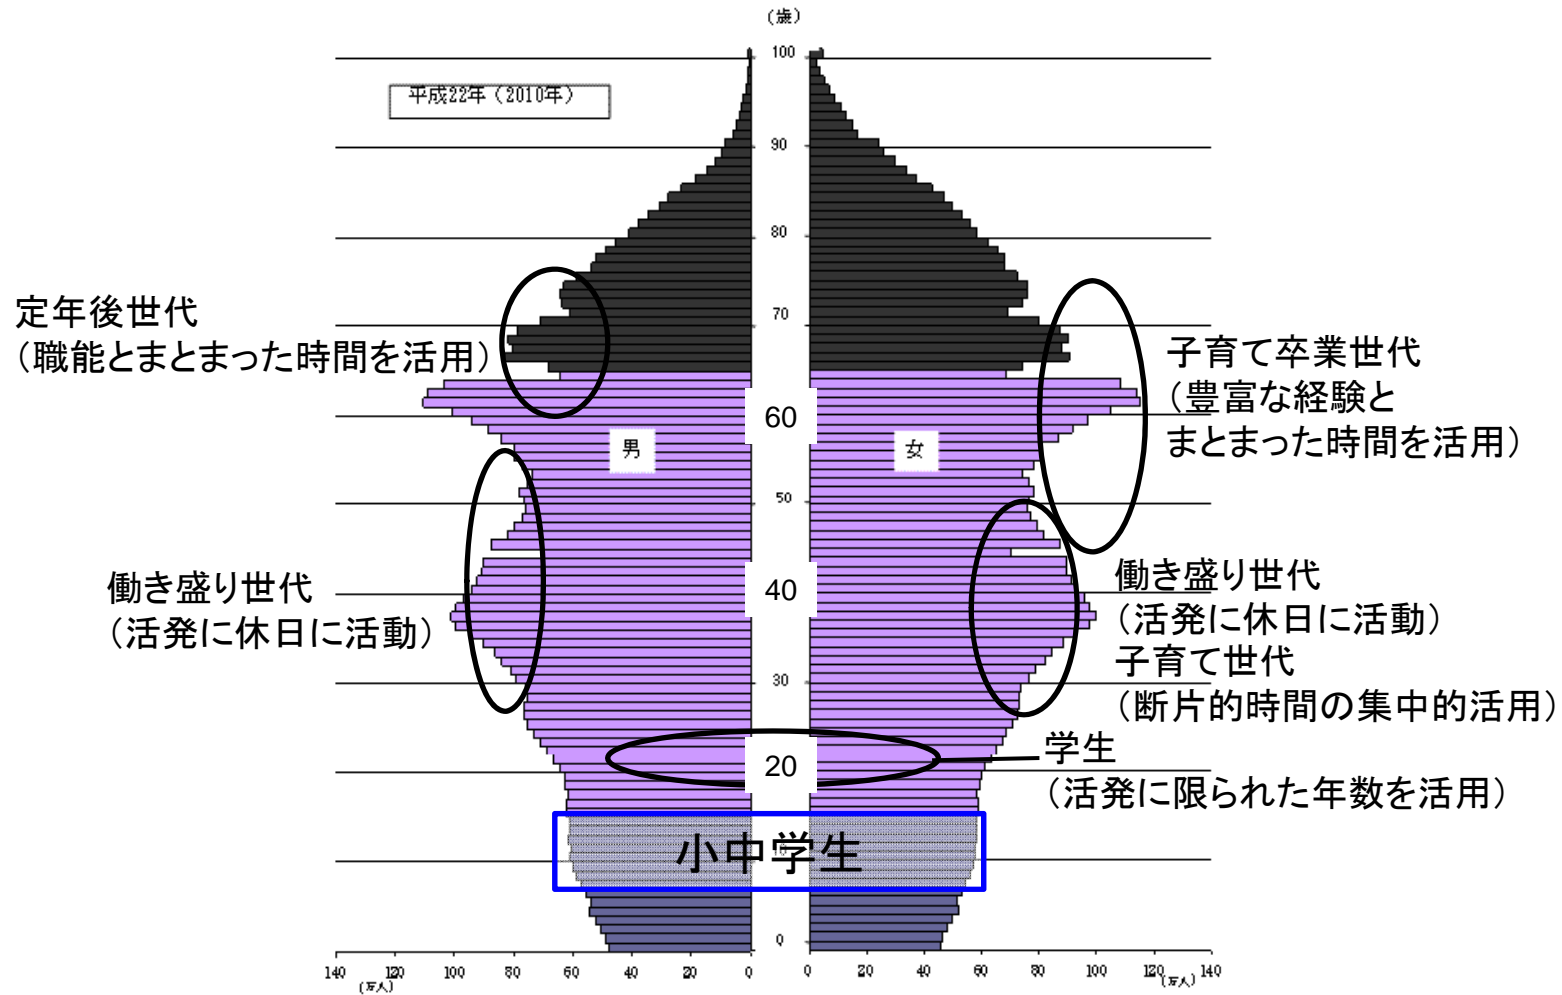 （歳）
100
平成22年（2010年）
90
80
定年後世代
（職能とまとまった時間を活用）
70
子育て卒業世代
（豊富な経験と
まとまった時間を活用）
60
男
女
50
働き盛り世代
（活発に休日に活動）
40
働き盛り世代
（活発に休日に活動）
子育て世代
（断片的時間の集中的活用）
30
学生
（活発に限られた年数を活用）
20
小中学生
10
0
140 120 100 80 60 40 20 0
（万人）
0 20 40 60 80 100 120 140
（万人）